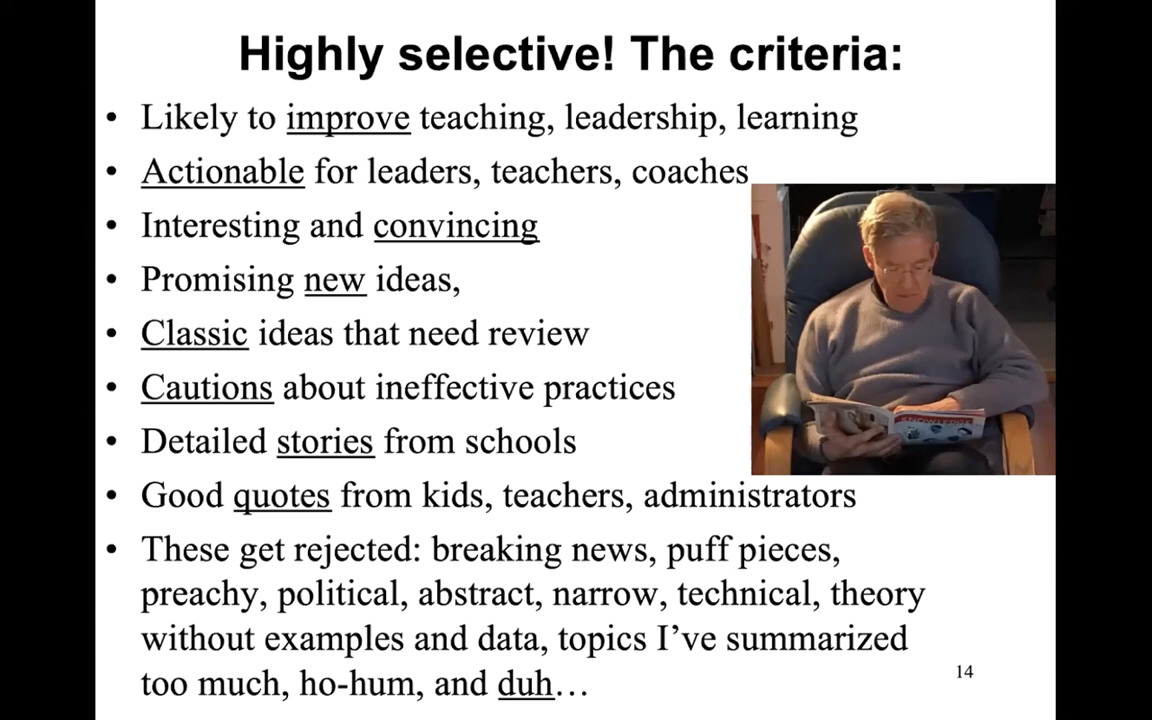 Highly selective! The criteria:
• Likely to improve teaching, leadership, learning
• Actionable for leaders, teachers, coaches
• Interesting and convincing
• Promising new ideas,
• Classic ideas that need review
• Cautions about ineffective practices
• Detailed stories from schools
• Good quotes from kids, teachers, administrators
• These get rejected: breaking news, puff pieces,
preachy, political, abstract, narrow, technical, theory
without examples and data, topics I’ve summarized
too much, ho-hum, and duh…
14